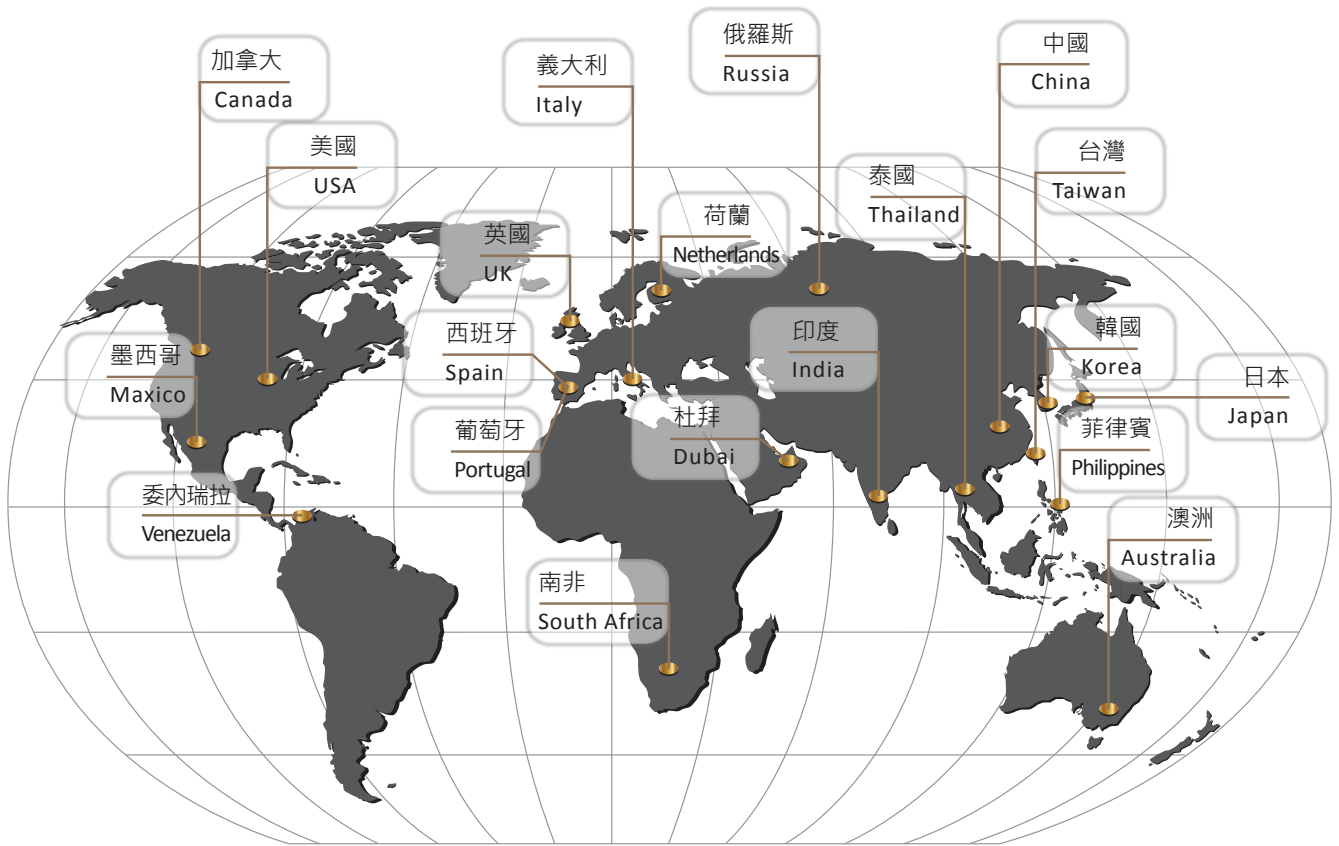 加拿大
Canada
美國
USA
義大利
Italy
俄羅斯
Russia
中國
China
台灣
Taiwan
泰國
Thailand
荷蘭
Netherlands
英國
UK
西班牙
Spain
葡萄牙
Portugal
墨西哥
Maxico
委內瑞拉
Venezuela
印度
India
杜拜
Dubai
韓國
Korea
日本
Japan
菲律賓
Philippines
澳洲
Australia
南非
South Africa